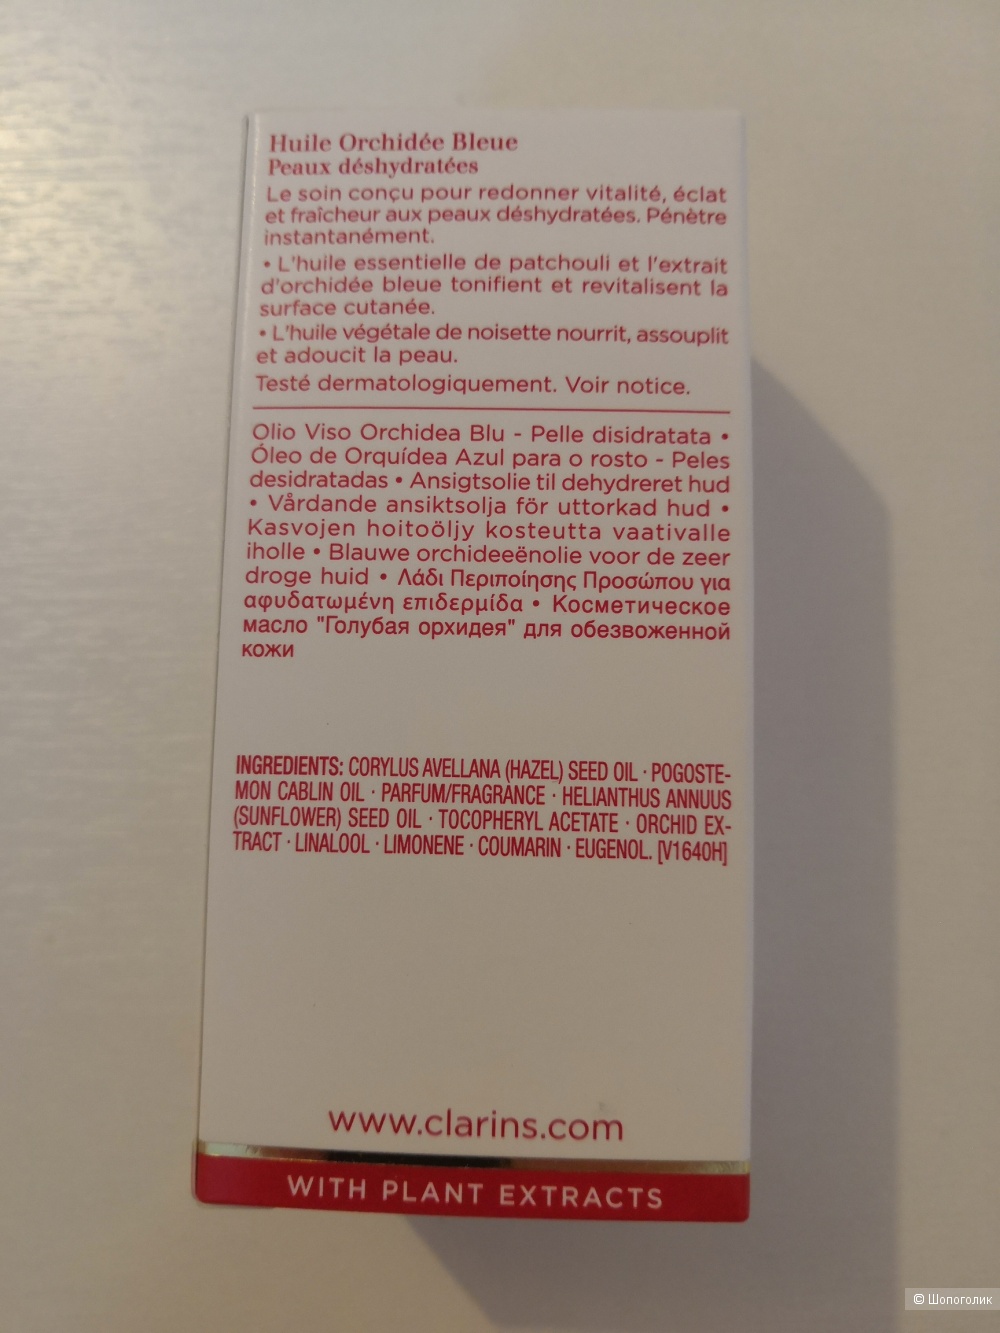 Huile Orchidée Bleue
Peaux déshydratées
Le soin conçu pour redonner vitalité, éclat
et fraîcheur aux peaux déshydratées. Pénètre
instantanément.
• L'huile essentielle de patchouli et l'extrait
d'orchidée bleue tonifient et revitalisent la
surface cutanée.
• L'huile végétale de noisette nourrit, assouplit
et adoucit la peau.
Testé dermatologiquement. Voir notice.
Olio Viso Orchidea Blu - Pelle disidratata •
Óleo de Orquídea Azul para o rosto - Peles
desidratadas • Ansigtsolie til dehydreret hud
• Vårdande ansiktsolja för uttorkad hud •
Kasvojen hoitoöljy kosteutta vaativalle
iholle • Blauwe orchideeënolie voor de zeer
droge huid • Λάδι Περιποίησης Προσώπου για
αφυδατωμένη επιδερμίδα • Косметическое
масло "Голубая орхидея" для обезвоженной
кожи
INGREDIENTS: CORYLUS AVELLANA (HAZEL) SEED OIL · POGOSTE-
MON CABLIN OIL · PARFUM/FRAGRANCE · HELIANTHUS ANNUUS
(SUNFLOWER) SEED OIL · TOCOPHERYL ACETATE · ORCHID EX-
TRACT · LINALOOL · LIMONENE · COUMARIN · EUGENOL. [V1640H]
www.clarins.com
WITH PLANT EXTRACTS
© Шопоголик